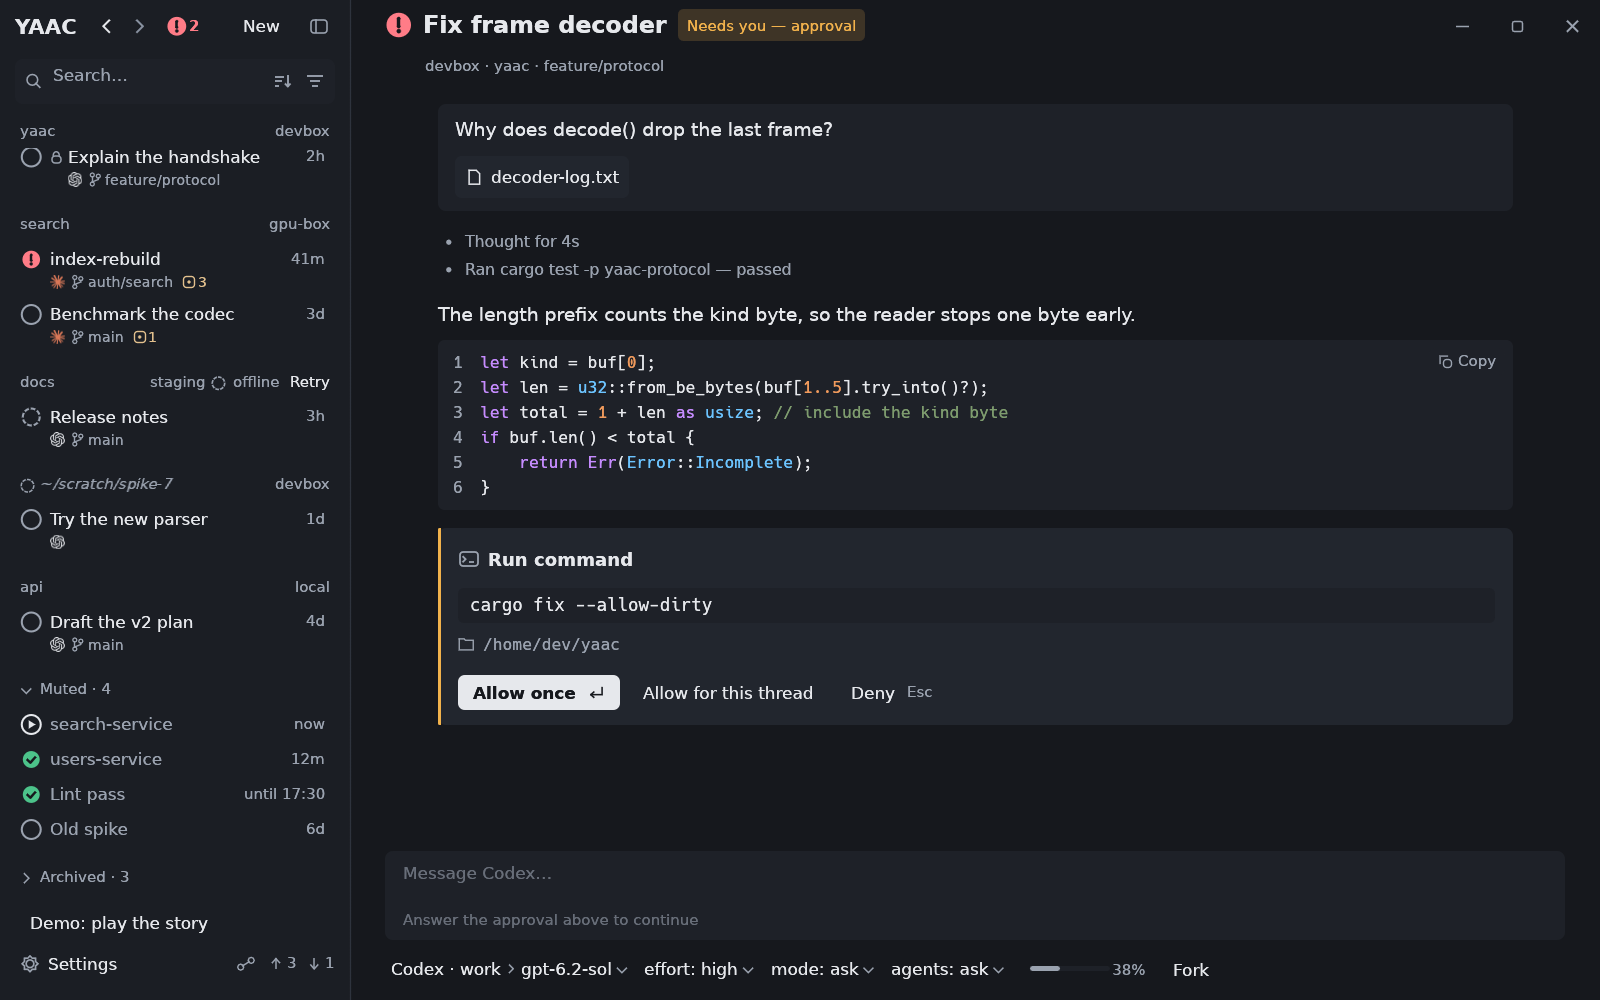 YAAC 2 New
Search...
yaac devbox
Explain the handshake 2h
feature/protocol
search gpu-box
index-rebuild 41m
auth/search 3
Benchmark the codec 3d
main 1
docs staging offline Retry
Release notes 3h
main
~/scratch/spike-7 devbox
Try the new parser 1d
api local
Draft the v2 plan 4d
main
Muted · 4
search-service now
users-service 12m
Lint pass until 17:30
Old spike 6d
Archived · 3
Demo: play the story
Settings 3 1
Fix frame decoder Needs you — approval
devbox · yaac · feature/protocol
Why does decode() drop the last frame?
decoder-log.txt
• Thought for 4s
• Ran cargo test -p yaac-protocol — passed
The length prefix counts the kind byte, so the reader stops one byte early.
Copy
1 let kind = buf[0];
2 let len = u32::from_be_bytes(buf[1..5].try_into()?);
3 let total = 1 + len as usize; // include the kind byte
4 if buf.len() < total {
5     return Err(Error::Incomplete);
6 }
Run command
cargo fix --allow-dirty
/home/dev/yaac
Allow once ↵ Allow for this thread Deny Esc
Message Codex...
Answer the approval above to continue
Codex · work › gpt-6.2-sol effort: high mode: ask agents: ask 38% Fork